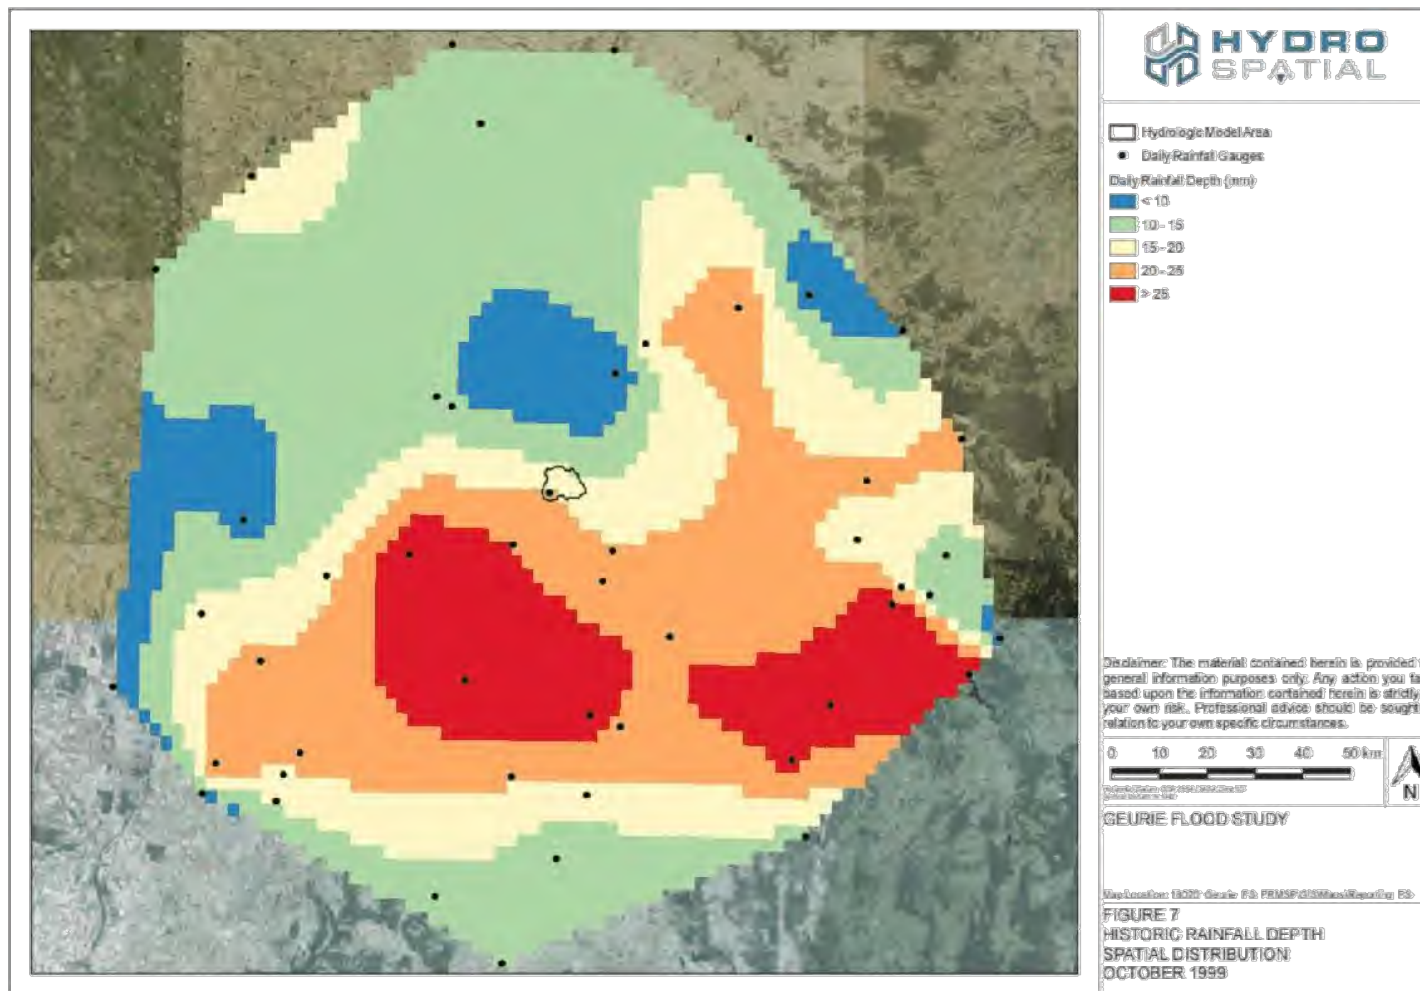 HYDRO
SPATIAL
Hydrologic Model Area
Daily Rainfall Gauges
Daily Rainfall Depth (mm)
< 10
10 - 15
15 - 20
20 - 25
> 25
Disclaimer: The material contained herein is provided
general information purposes only. Any action you ta
based upon the information contained herein is strictly
your own risk. Professional advice should be sought
relation to your own specific circumstances.
0 10 20 30 40 50 km
N
GEURIE FLOOD STUDY
Map Location:
FIGURE 7
HISTORIC RAINFALL DEPTH
SPATIAL DISTRIBUTION
OCTOBER 1999